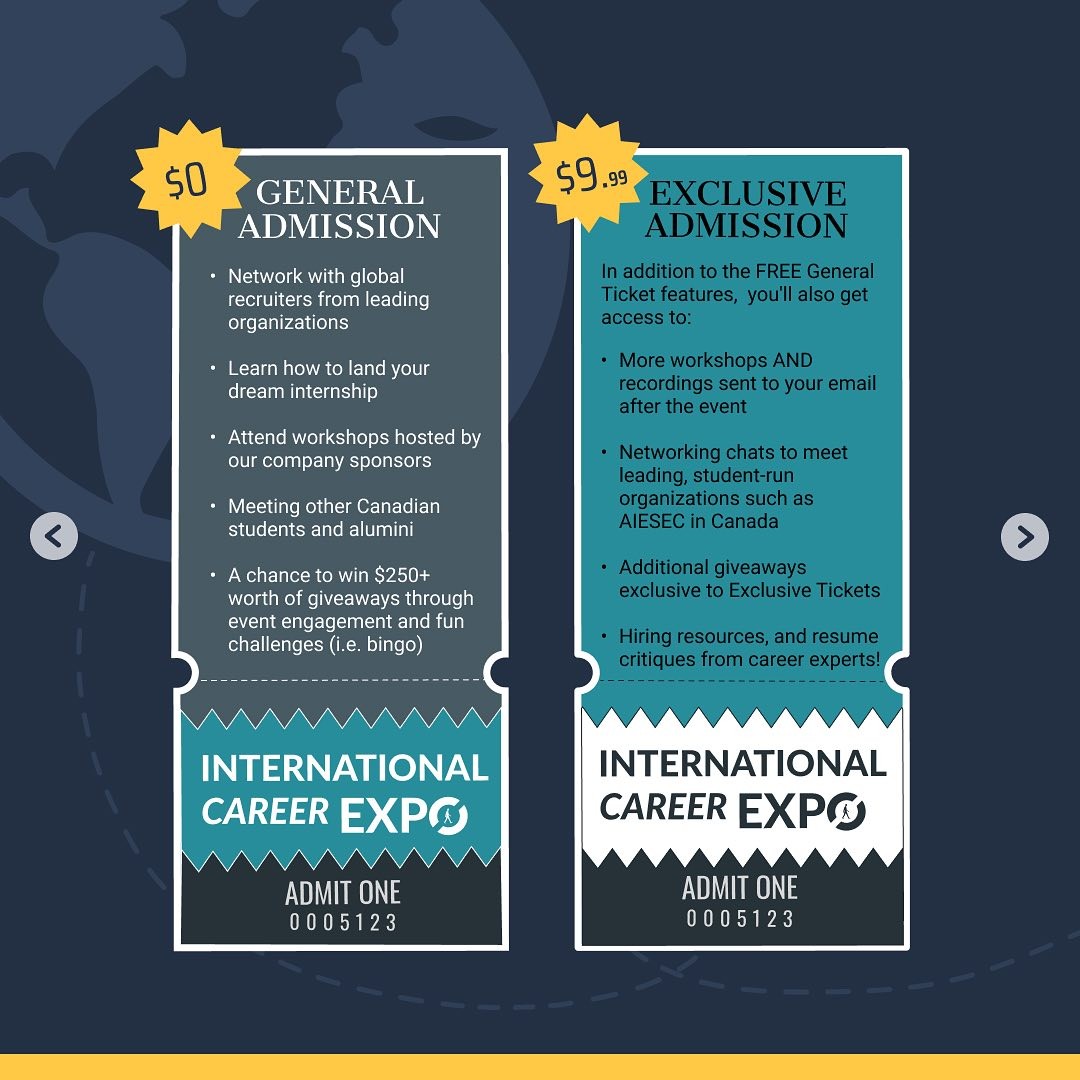 $0
GENERAL
ADMISSION
• Network with global
recruiters from leading
organizations
• Learn how to land your
dream internship
• Attend workshops hosted by
our company sponsors
• Meeting other Canadian
students and alumini
• A chance to win $250+
worth of giveaways through
event engagement and fun
challenges (i.e. bingo)
INTERNATIONAL
CAREER EXPO
ADMIT ONE
0005123
$9.99
EXCLUSIVE
ADMISSION
In addition to the FREE General
Ticket features, you'll also get
access to:
• More workshops AND
recordings sent to your email
after the event
• Networking chats to meet
leading, student-run
organizations such as
AIESEC in Canada
• Additional giveaways
exclusive to Exclusive Tickets
• Hiring resources, and resume
critiques from career experts!
INTERNATIONAL
CAREER EXPO
ADMIT ONE
0005123